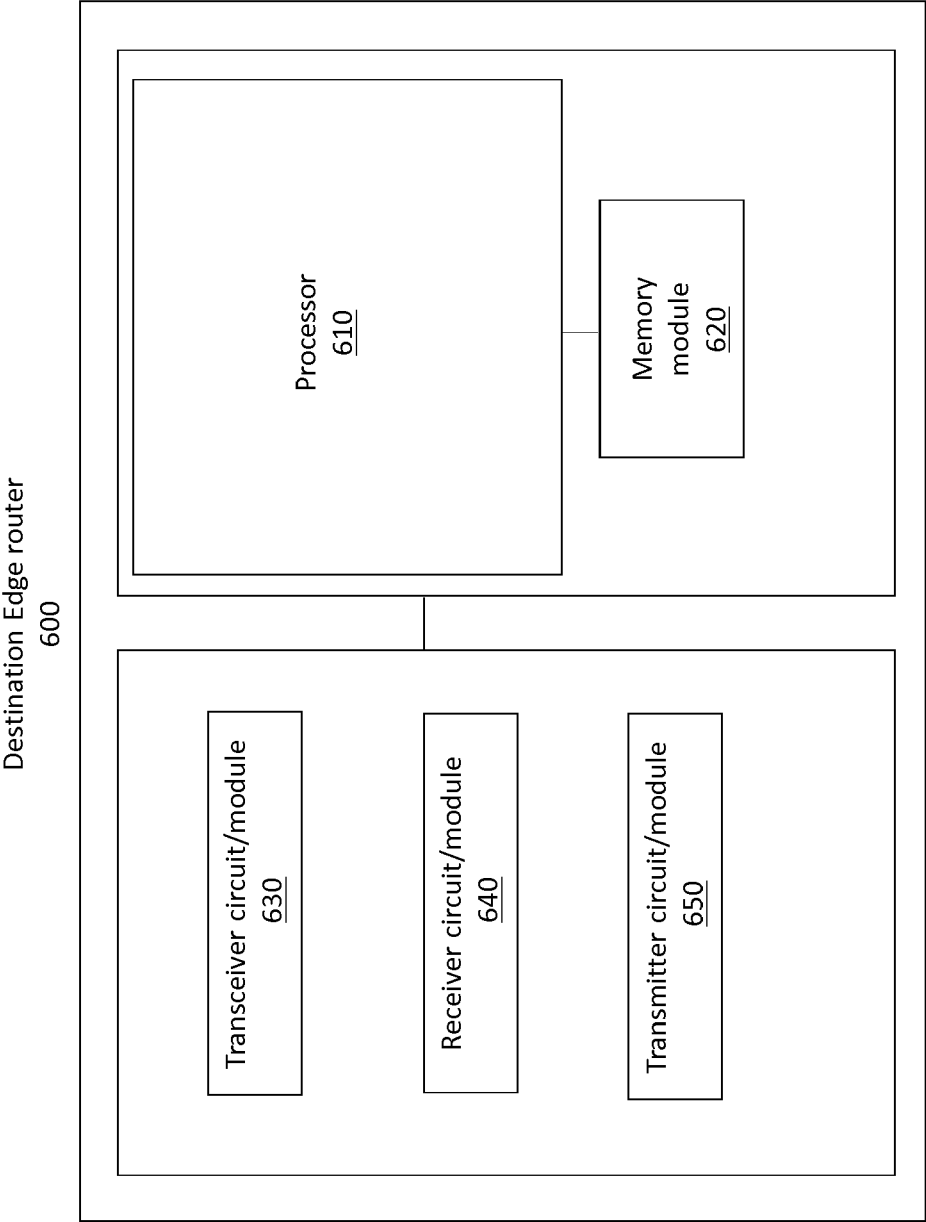 Destination Edge router
600
Transceiver circuit/module
630
Receiver circuit/module
640
Transmitter circuit/module
650
Processor
610
Memory
module
620